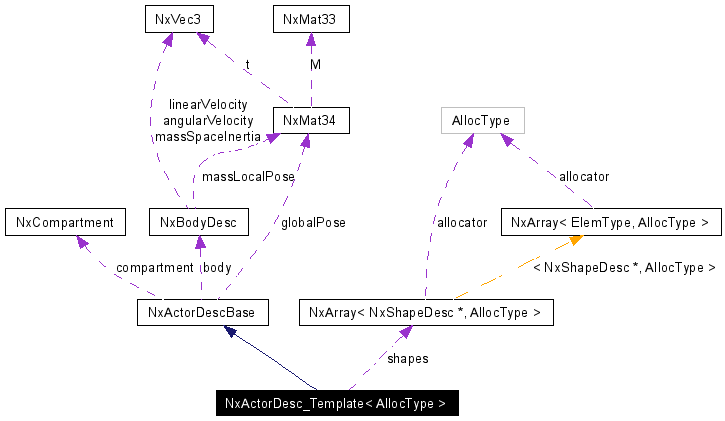 NxVec3
NxMat33
t
M
linearVelocity
angularVelocity
massSpaceInertia
NxMat34
AllocType
massLocalPose
allocator
NxCompartment
NxBodyDesc
globalPose
allocator
NxArray< ElemType, AllocType >
compartment
body
< NxShapeDesc *, AllocType >
NxActorDescBase
NxArray< NxShapeDesc *, AllocType >
shapes
NxActorDesc_Template< AllocType >